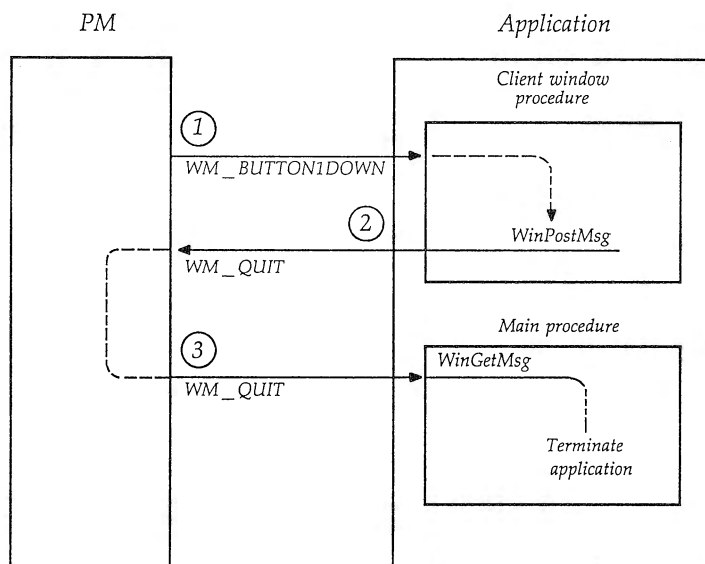 PM
Application
Client window
procedure
1
WM_BUTTON1DOWN
2
WinPostMsg
WM_QUIT
Main procedure
3
WinGetMsg
WM_QUIT
Terminate
application